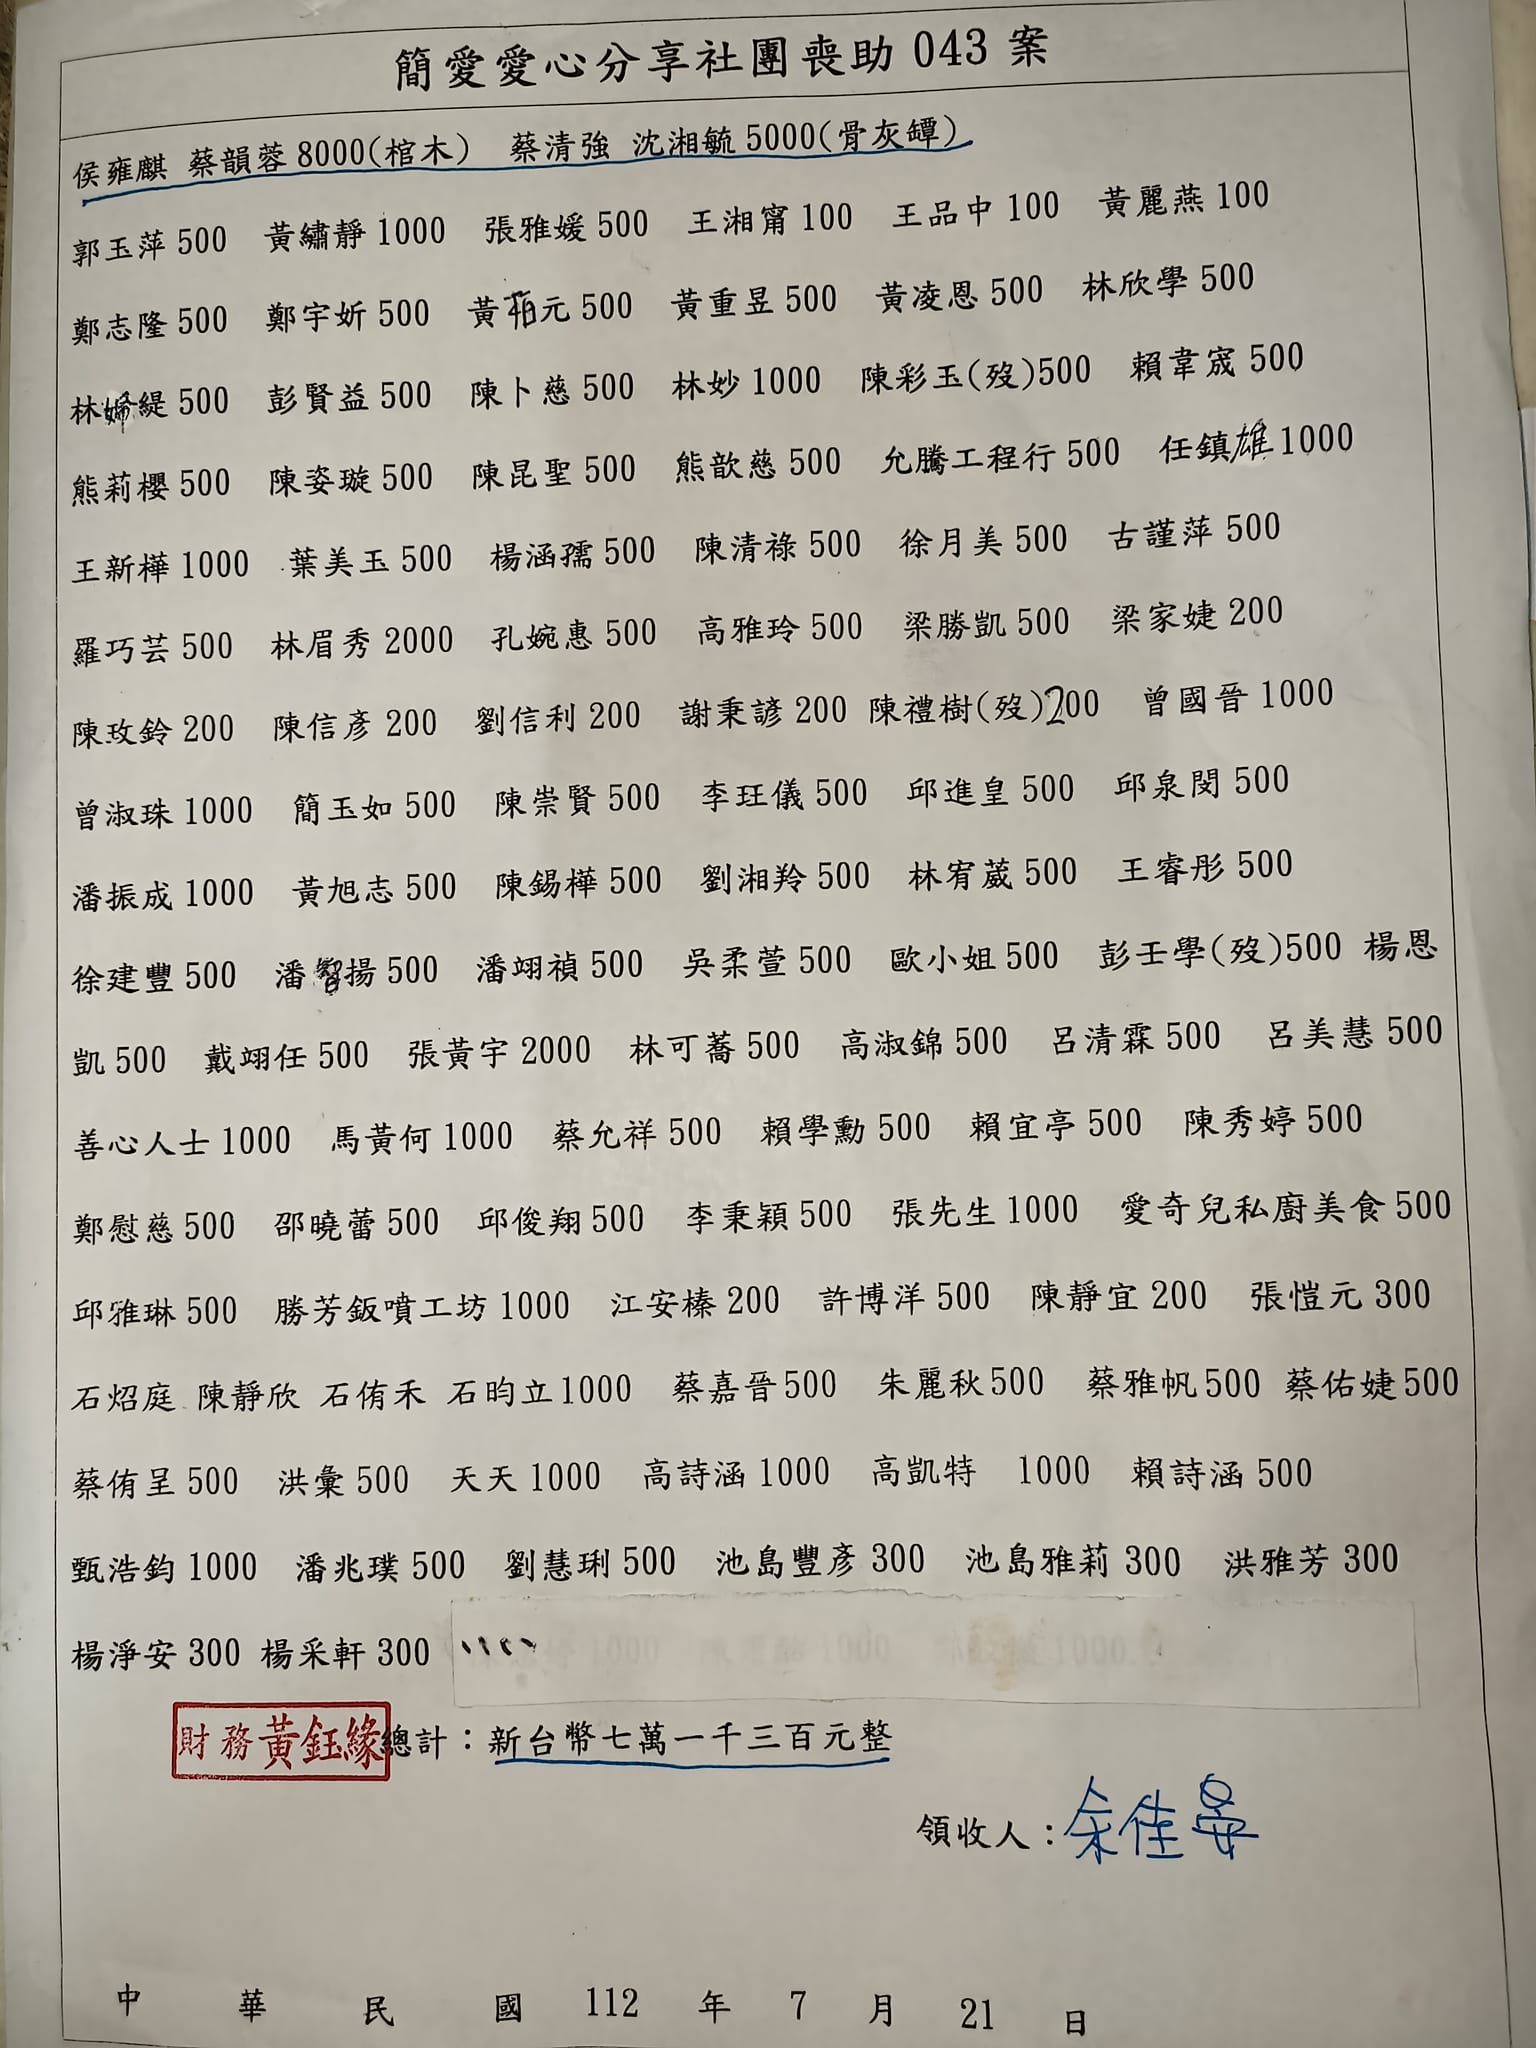 簡愛愛心分享社團喪助 043 案
侯雍麒 蔡韻蓉 8000(棺木) 蔡清強 沈湘毓 5000(骨灰罈)
郭玉萍 500 黃繡靜 1000 張雅媛 500 王湘甯 100 王品中 100 黃麗燕 100
鄭志隆 500 鄭宇妡 500 黃柏元 500 黃重昱 500 黃凌恩 500 林欣學 500
林婦緹 500 彭賢益 500 陳卜慈 500 林妙 1000 陳彩玉(歿)500 賴韋宬 500
熊莉櫻 500 陳姿璇 500 陳昆聖 500 熊歆慈 500 允騰工程行 500 任鎮雄 1000
王新樺 1000 葉美玉 500 楊涵孺 500 陳清祿 500 徐月美 500 古謹萍 500
羅巧芸 500 林眉秀 2000 孔婉惠 500 高雅玲 500 梁勝凱 500 梁家婕 200
陳玫鈴 200 陳信彥 200 劉信利 200 謝秉諺 200 陳禮樹(歿)200 曾國晉 1000
曾淑珠 1000 簡玉如 500 陳崇賢 500 李玨儀 500 邱進皇 500 邱泉閔 500
潘振成 1000 黃旭志 500 陳錫樺 500 劉湘羚 500 林宥葳 500 王睿彤 500
徐建豐 500 潘智揚 500 潘翊禎 500 吳柔萱 500 歐小姐 500 彭壬學(歿)500 楊恩
凱 500 戴翊任 500 張黃宇 2000 林可蕎 500 高淑錦 500 呂清霖 500 呂美慧 500
善心人士 1000 馬黃何 1000 蔡允祥 500 賴學勳 500 賴宜亭 500 陳秀婷 500
鄭慰慈 500 邵曉蕾 500 邱俊翔 500 李秉穎 500 張先生 1000 愛奇兒私廚美食 500
邱雅琳 500 勝芳鈑噴工坊 1000 江安榛 200 許博洋 500 陳靜宜 200 張愷元 300
石炤庭 陳靜欣 石侑禾 石昀立 1000 蔡嘉晉 500 朱麗秋 500 蔡雅帆 500 蔡佑婕 500
蔡侑呈 500 洪彙 500 天天 1000 高詩涵 1000 高凱特 1000 賴詩涵 500
甄浩鈞 1000 潘兆璞 500 劉慧琍 500 池島豐彥 300 池島雅莉 300 洪雅芳 300
楊淨安 300 楊采軒 300
財務黃鈺緣 總計：新台幣七萬一千三百元整
領收人：余佳晏
中華民國 112 年 7 月 21 日